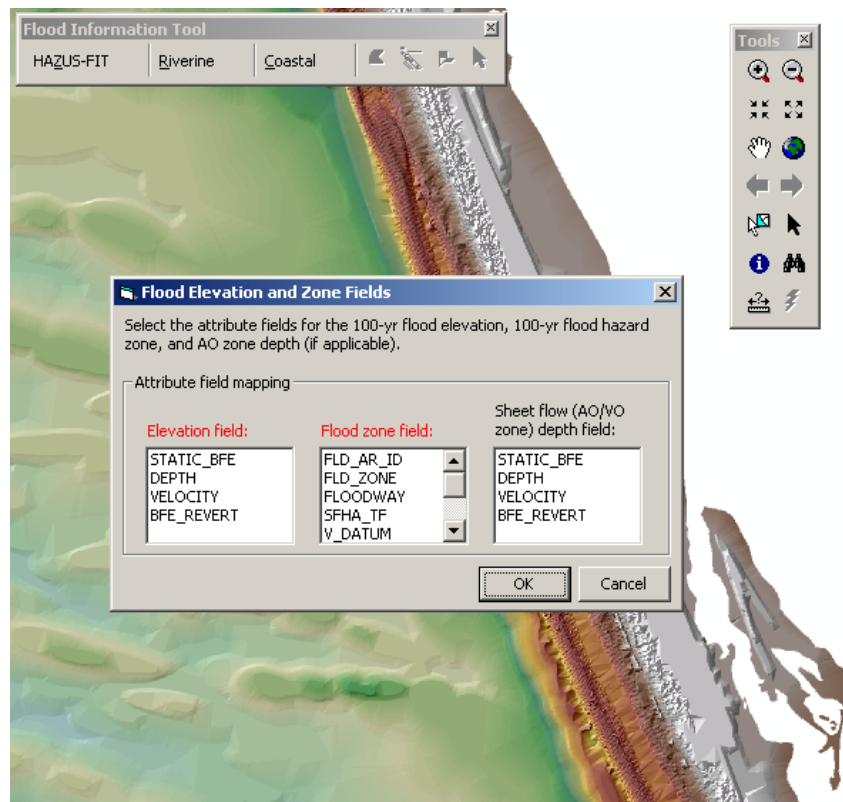 Flood Information Tool
HAZUS-FIT Riverine Coastal
Tools
Flood Elevation and Zone Fields
Select the attribute fields for the 100-yr flood elevation, 100-yr flood hazard
zone, and AO zone depth (if applicable).
Attribute field mapping
Elevation field:
STATIC_BFE
DEPTH
VELOCITY
BFE_REVERT
Flood zone field:
FLD_AR_ID
FLD_ZONE
FLOODWAY
SFHA_TF
V_DATUM
Sheet flow (AO/VO
zone) depth field:
STATIC_BFE
DEPTH
VELOCITY
BFE_REVERT
OK Cancel